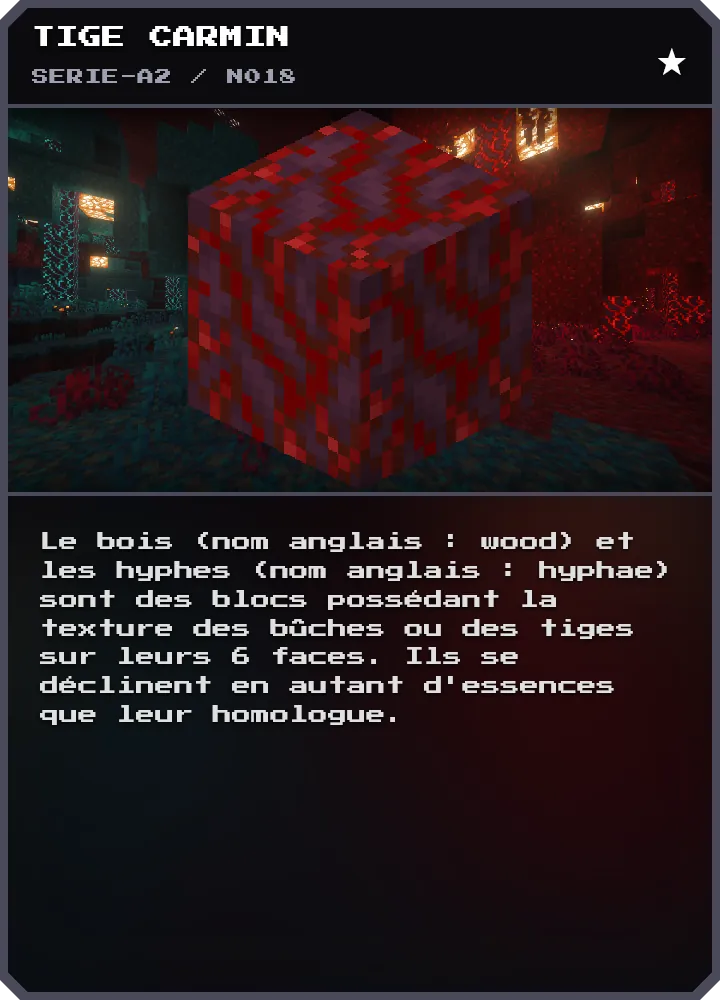 TIGE CARMIN
SERIE-A2 / NO18
Le bois (nom anglais : wood) et
les hyphes (nom anglais : hyphae)
sont des blocs possédant la
texture des bûches ou des tiges
sur leurs 6 faces. Ils se
déclinent en autant d'essences
que leur homologue.